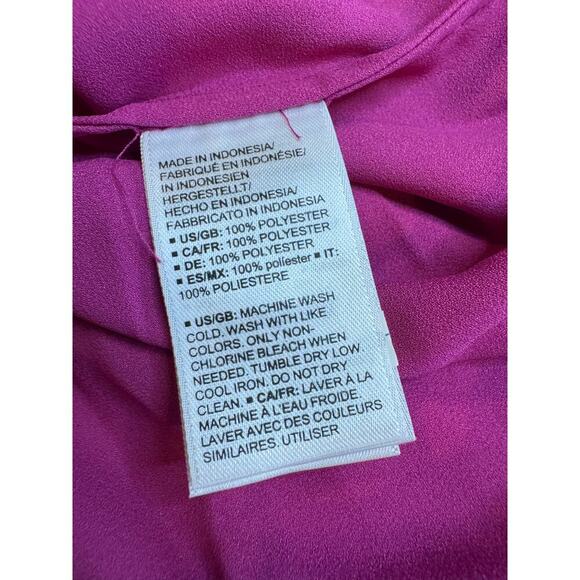 MADE IN INDONESIA/
FABRIQUÉ EN INDONÉSIE/
IN INDONESIEN
HERGESTELLT/
HECHO EN INDONESIA/
FABBRICATO IN INDONESIA
▪ US/GB: 100% POLYESTER
▪ CA/FR: 100% POLYESTER
▪ DE: 100% POLYESTER
▪ ES/MX: 100% poliester ▪ IT:
100% POLIESTERE
▪ US/GB: MACHINE WASH
COLD. WASH WITH LIKE
COLORS. ONLY NON-
CHLORINE BLEACH WHEN
NEEDED. TUMBLE DRY LOW
COOL IRON. DO NOT DRY
CLEAN. ▪ CA/FR: LAVER À LA
MACHINE À L'EAU FROIDE.
LAVER AVEC DES COULEURS
SIMILAIRES. UTILISER